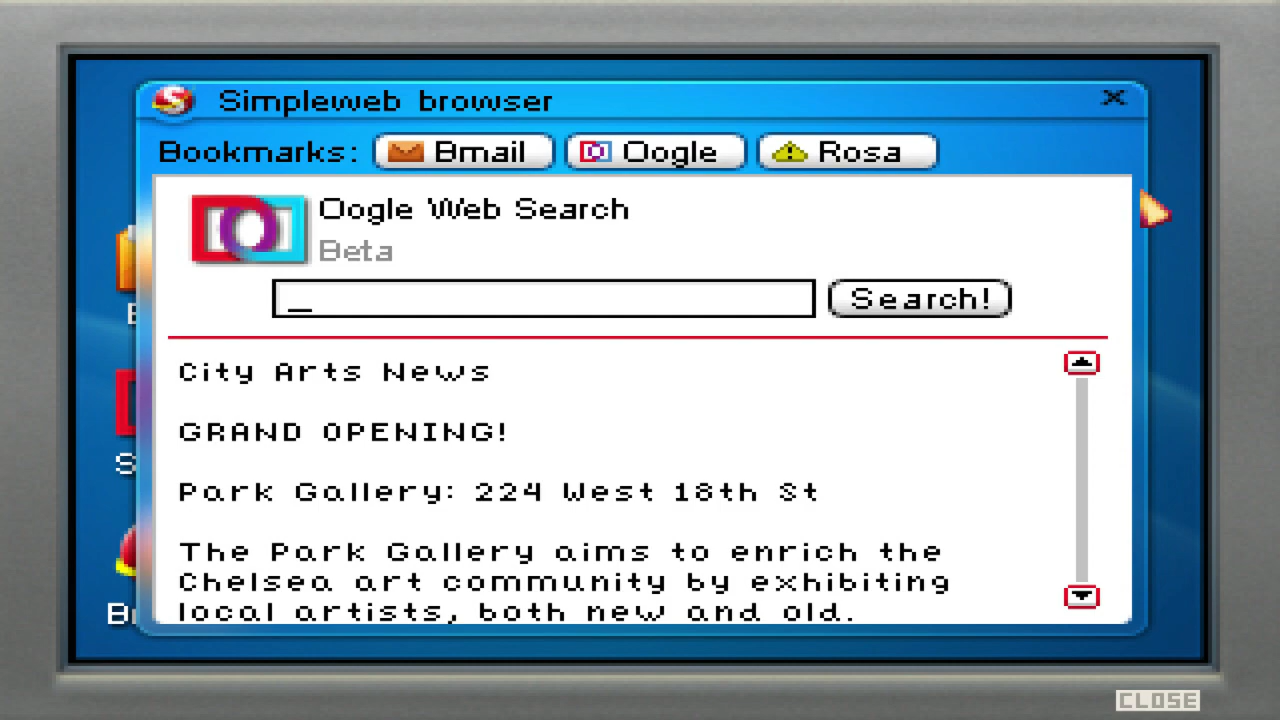 Simpleweb browser
Bookmarks: Bmail Oogle Rosa
Oogle Web Search
Beta
Search!
City Arts News
GRAND OPENING!
Park Gallery: 224 West 18th St
The Park Gallery aims to enrich the
Chelsea art community by exhibiting
local artists, both new and old.
CLOSE